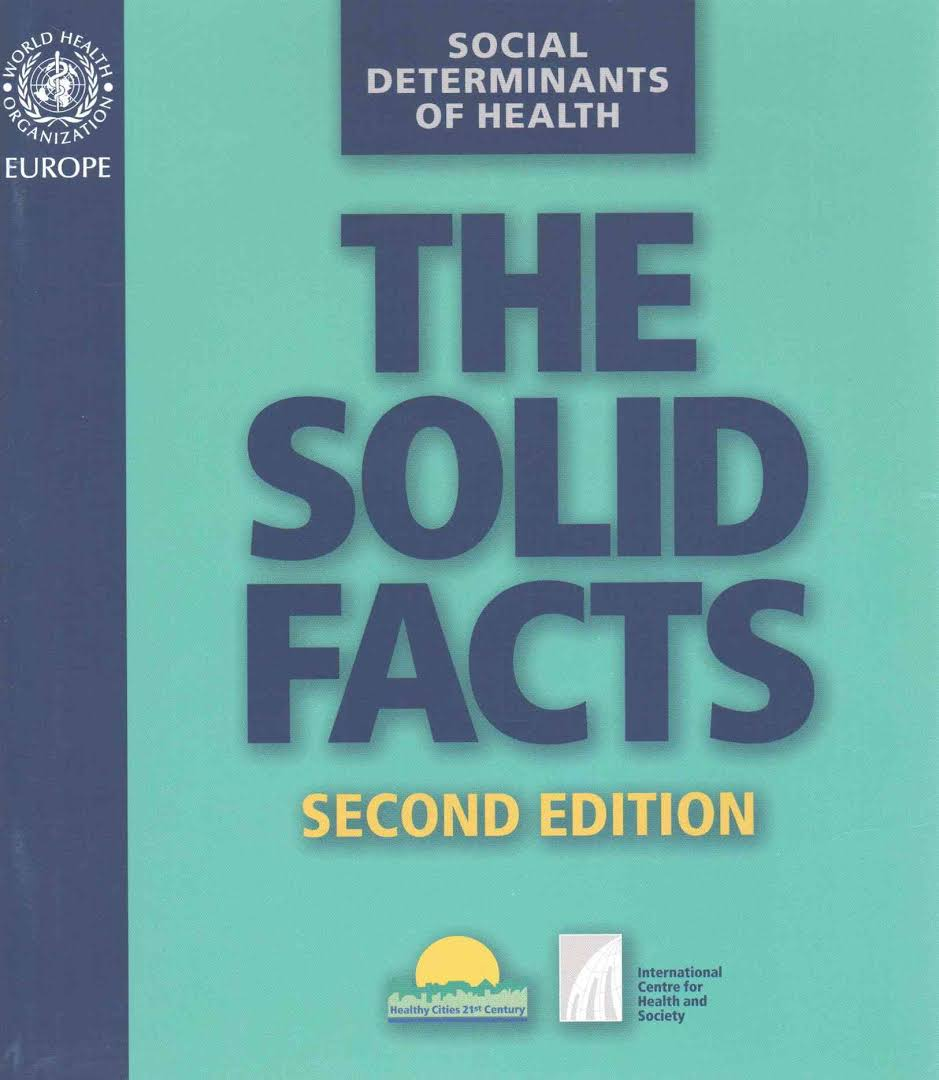 WORLD HEALTH ORGANIZATION
EUROPE
SOCIAL
DETERMINANTS
OF HEALTH
THE
SOLID
FACTS
SECOND EDITION
Healthy Cities 21st Century
International
Centre for
Health and
Society